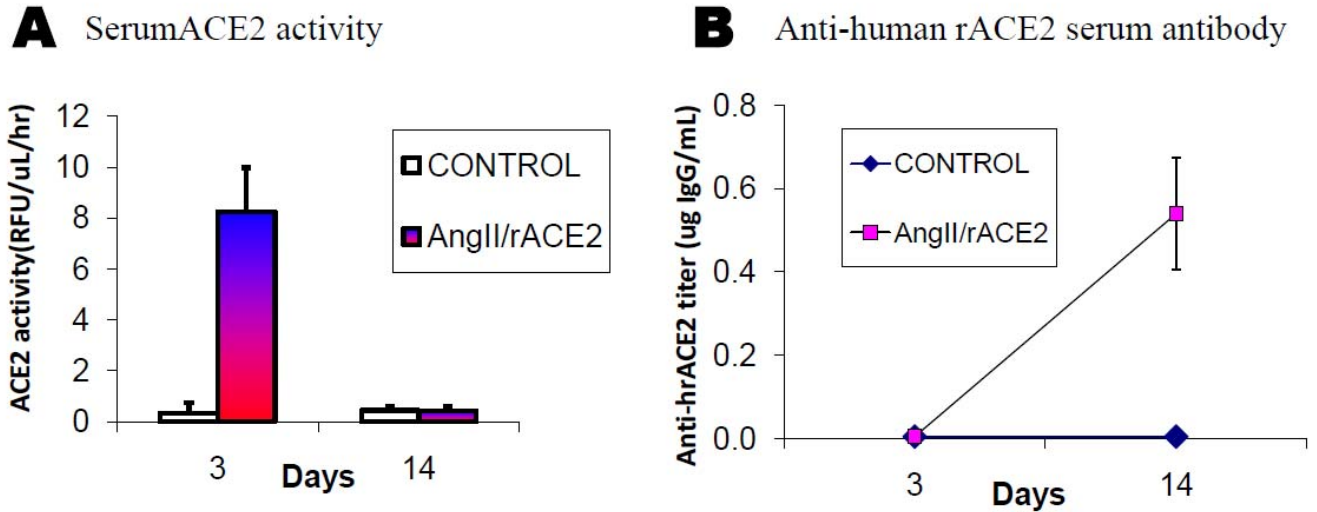 A SerumACE2 activity
ACE2 activity(RFU/uL/hr)
12
10
8
6
4
2
0
CONTROL
AngII/rACE2
3
14
Days
B Anti-human rACE2 serum antibody
Anti-hrACE2 titer (ug IgG/mL)
0.8
0.6
0.4
0.2
0.0
CONTROL
AngII/rACE2
3
14
Days